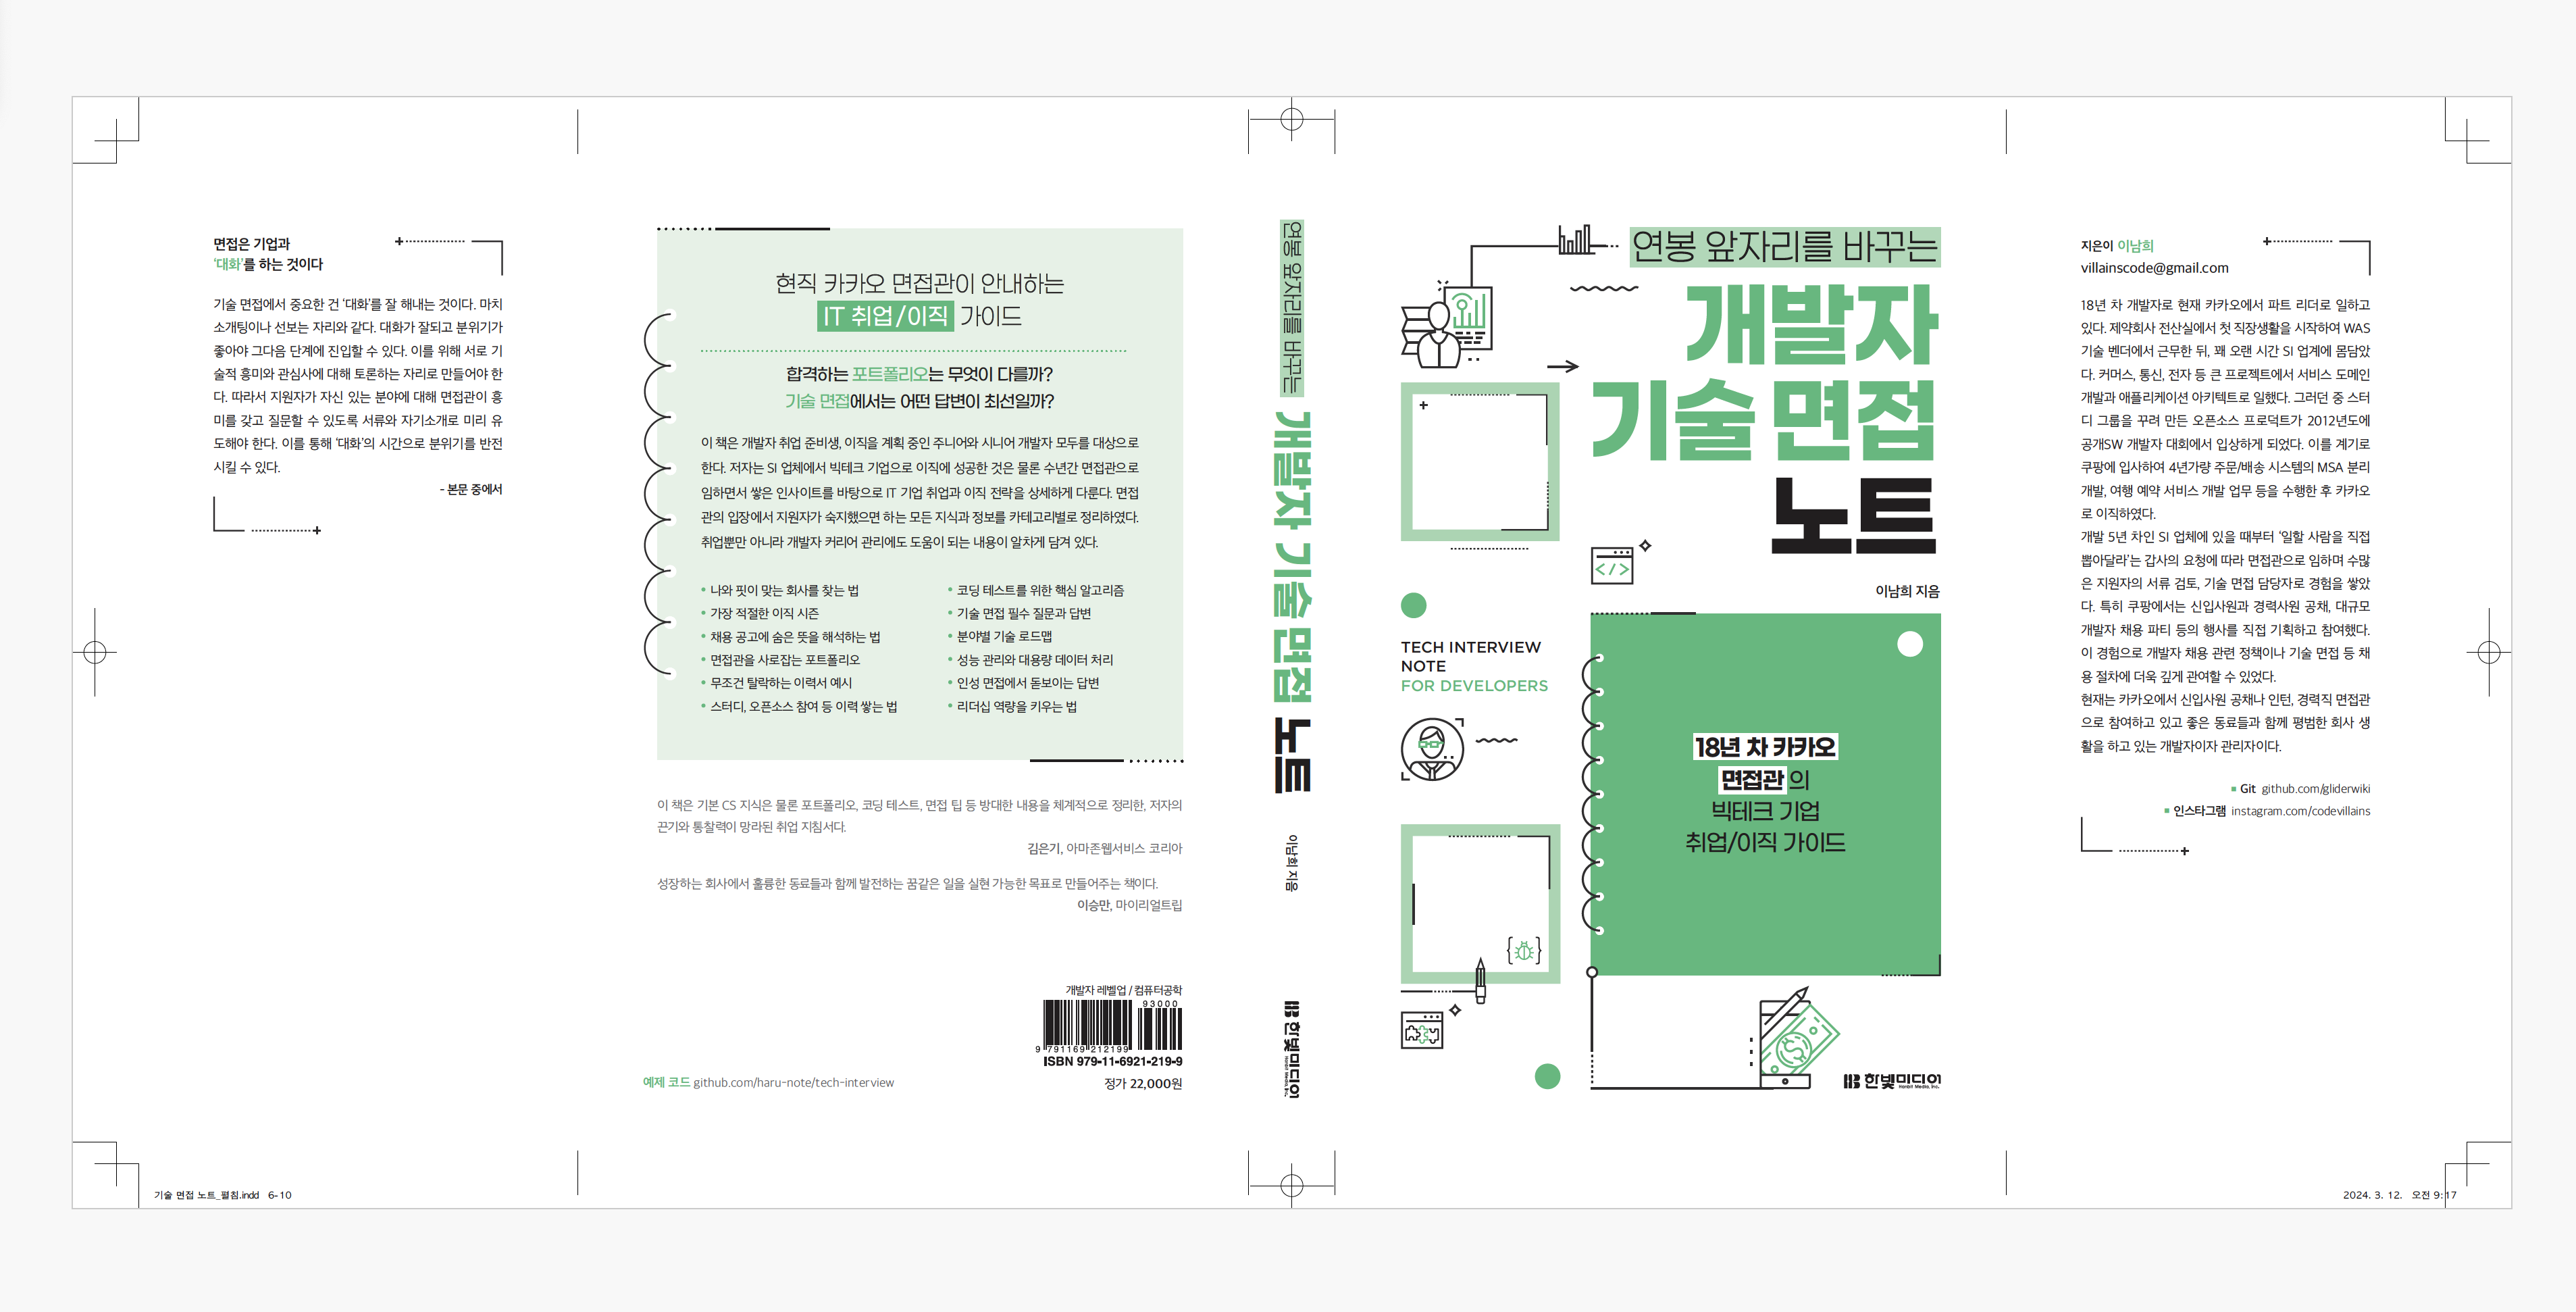 면접은 기업과
‘대화’를 하는 것이다
기술 면접에서 중요한 건 ‘대화’를 잘 해내는 것이다. 마치
소개팅이나 선보는 자리와 같다. 대화가 잘되고 분위기가
좋아야 그다음 단계에 진입할 수 있다. 이를 위해 서로 기
술적 흥미와 관심사에 대해 토론하는 자리로 만들어야 한
다. 따라서 지원자가 자신 있는 분야에 대해 면접관이 흥
미를 갖고 질문할 수 있도록 서류와 자기소개로 미리 유
도해야 한다. 이를 통해 ‘대화’의 시간으로 분위기를 반전
시킬 수 있다.
- 본문 중에서
현직 카카오 면접관이 안내하는
IT 취업/이직 가이드
합격하는 포트폴리오는 무엇이 다를까?
기술 면접에서는 어떤 답변이 최선일까?
이 책은 개발자 취업 준비생, 이직을 계획 중인 주니어와 시니어 개발자 모두를 대상으로
한다. 저자는 SI 업체에서 빅테크 기업으로 이직에 성공한 것은 물론 수년간 면접관으로
임하면서 쌓은 인사이트를 바탕으로 IT 기업 취업과 이직 전략을 상세하게 다룬다. 면접
관의 입장에서 지원자가 숙지했으면 하는 모든 지식과 정보를 카테고리별로 정리하였다.
취업뿐만 아니라 개발자 커리어 관리에도 도움이 되는 내용이 알차게 담겨 있다.
• 나와 핏이 맞는 회사를 찾는 법
• 가장 적절한 이직 시즌
• 채용 공고에 숨은 뜻을 해석하는 법
• 면접관을 사로잡는 포트폴리오
• 무조건 탈락하는 이력서 예시
• 스터디, 오픈소스 참여 등 이력 쌓는 법
• 코딩 테스트를 위한 핵심 알고리즘
• 기술 면접 필수 질문과 답변
• 분야별 기술 로드맵
• 성능 관리와 대용량 데이터 처리
• 인성 면접에서 돋보이는 답변
• 리더십 역량을 키우는 법
이 책은 기본 CS 지식은 물론 포트폴리오, 코딩 테스트, 면접 팁 등 방대한 내용을 체계적으로 정리한, 저자의
끈기와 통찰력이 망라된 취업 지침서다.
김은기, 아마존웹서비스 코리아
성장하는 회사에서 훌륭한 동료들과 함께 발전하는 꿈같은 일을 실현 가능한 목표로 만들어주는 책이다.
이승만, 마이리얼트립
개발자 레벨업 / 컴퓨터공학
93000
9 791169 212199
ISBN 979-11-6921-219-9
예제 코드 github.com/haru-note/tech-interview
정가 22,000원
연봉 앞자리를 바꾸는 개발자 기술 면접 노트
이남희 지음
한빛미디어
Hanbit Media, Inc.
연봉 앞자리를 바꾸는
개발자
기술 면접
노트
</>
이남희 지음
TECH INTERVIEW
NOTE
FOR DEVELOPERS
18년 차 카카오
면접관의
빅테크 기업
취업/이직 가이드
한빛미디어
Hanbit Media, Inc.
지은이 이남희
villainscode@gmail.com
18년 차 개발자로 현재 카카오에서 파트 리더로 일하고
있다. 제약회사 전산실에서 첫 직장생활을 시작하여 WAS
기술 벤더에서 근무한 뒤, 꽤 오랜 시간 SI 업계에 몸담았
다. 커머스, 통신, 전자 등 큰 프로젝트에서 서비스 도메인
개발과 애플리케이션 아키텍트로 일했다. 그러던 중 스터
디 그룹을 꾸려 만든 오픈소스 프로덕트가 2012년도에
공개SW 개발자 대회에서 입상하게 되었다. 이를 계기로
쿠팡에 입사하여 4년가량 주문/배송 시스템의 MSA 분리
개발, 여행 예약 서비스 개발 업무 등을 수행한 후 카카오
로 이직하였다.
개발 5년 차인 SI 업체에 있을 때부터 ‘일할 사람을 직접
뽑아달라’는 갑사의 요청에 따라 면접관으로 임하며 수많
은 지원자의 서류 검토, 기술 면접 담당자로 경험을 쌓았
다. 특히 쿠팡에서는 신입사원과 경력사원 공채, 대규모
개발자 채용 파티 등의 행사를 직접 기획하고 참여했다.
이 경험으로 개발자 채용 관련 정책이나 기술 면접 등 채
용 절차에 더욱 깊게 관여할 수 있었다.
현재는 카카오에서 신입사원 공채나 인턴, 경력직 면접관
으로 참여하고 있고 좋은 동료들과 함께 평범한 회사 생
활을 하고 있는 개발자이자 관리자이다.
Git github.com/gliderwiki
인스타그램 instagram.com/codevillains
기술 면접 노트_펼침.indd 6-10
2024. 3. 12. 오전 9:17